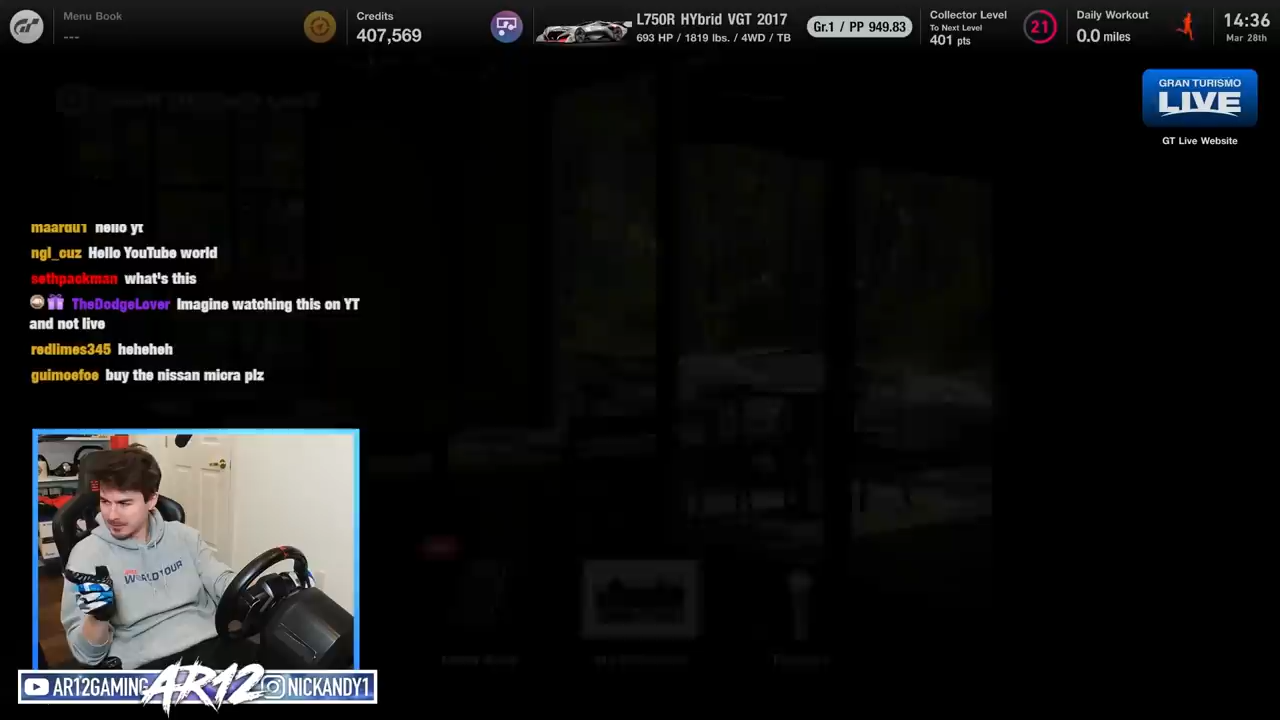 Menu Book
---
Credits
407,569
L750R HYbrid VGT 2017
693 HP / 1819 lbs. / 4WD / TB
Gr.1 / PP 949.83
Collector Level
To Next Level
401 pts
21
Daily Workout
0.0 miles
14:36
Mar 28th
GRAN TURISMO
LIVE
GT Live Website
maardu1 hello yt
ngl_cuz Hello YouTube world
sethpackman what's this
TheDodgeLover Imagine watching this on YT
and not live
redlimes345 heheheh
guimoefoe buy the nissan micra plz
WORLD TOUR
AR12GAMING AR12 NICKANDY1